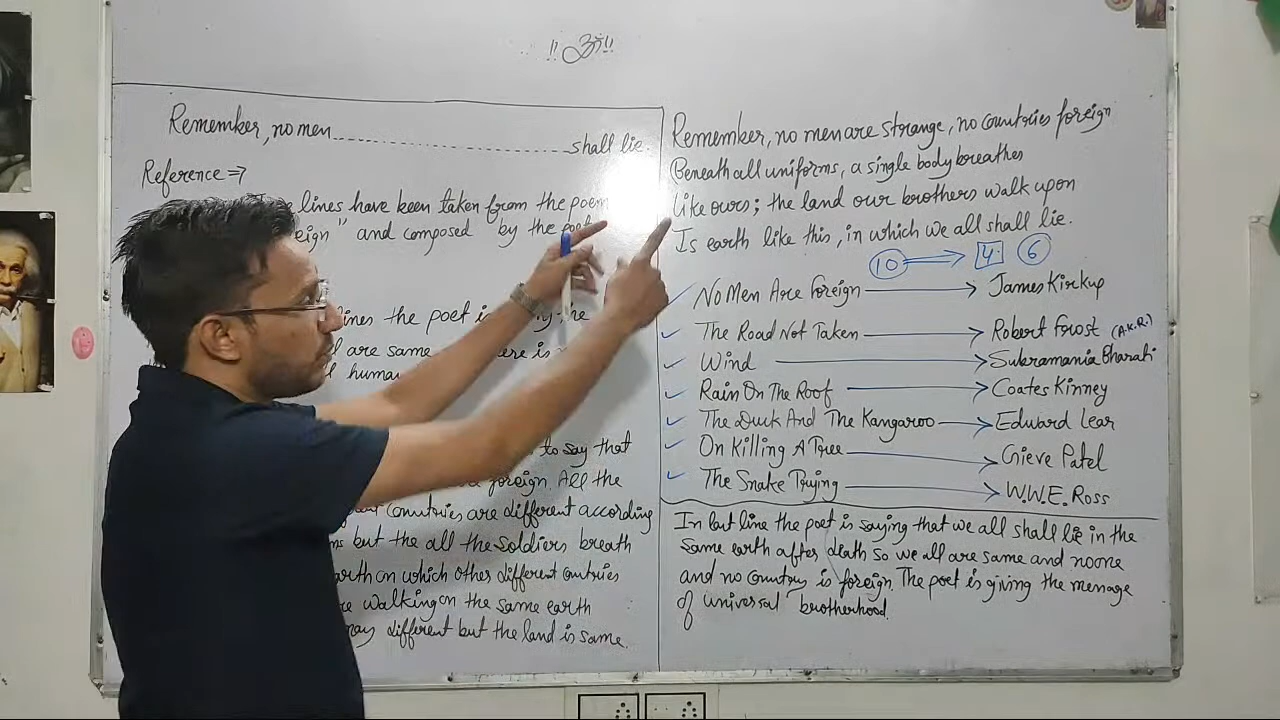 !! ॐ !!
Remember, no men .............................. shall lie.
Reference ⇒
lines have been taken from the poem
eign" and composed by the poet
ines the poet is
are same
human
to say that
foreign. All the
countries are different according
but the all the soldiers breath
on which other different cuntries
walking on the same earth
may different but the land is same.
Remember, no men are strange, no countries foreign
Beneath all uniforms, a single body breathes
Like ours; the land our brothers walk upon
Is earth like this, in which we all shall lie.
10 ⇒ 4 6
✓ No Men Are Foreign → James Kirkup
✓ The Road Not Taken → Robert Frost (A.K.R.)
✓ Wind → Subramania Bharati
✓ Rain On The Roof → Coates Kinney
✓ The Duck And The Kangaroo → Edward Lear
✓ On Killing A Tree → Gieve Patel
✓ The Snake Trying → W.W.E. Ross
In last line the poet is saying that we all shall lie in the
same earth after death so we all are same and noone
and no country is foreign. The poet is giving the message
of universal brotherhood.